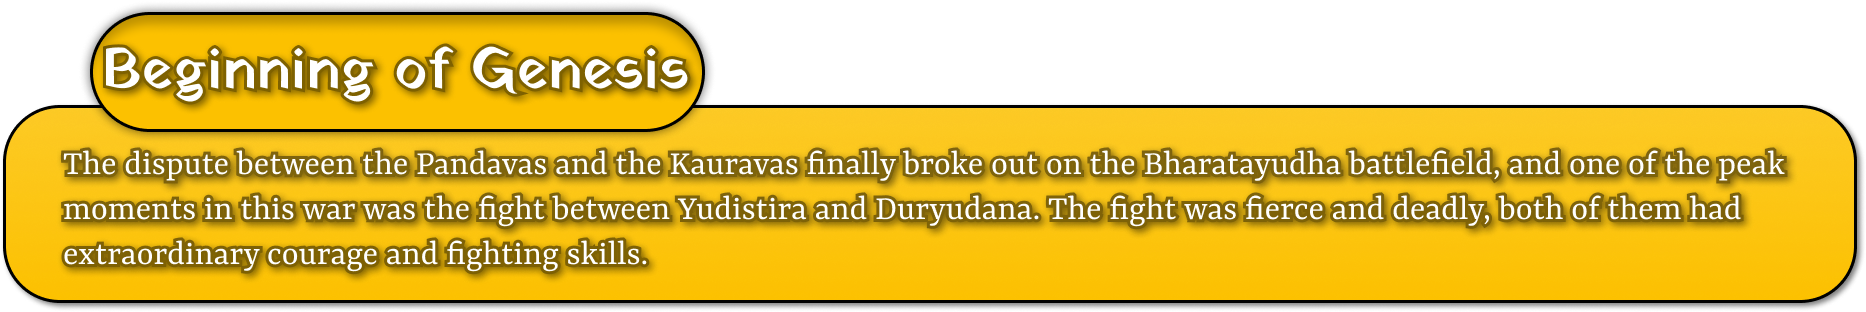 Beginning of Genesis
The dispute between the Pandavas and the Kauravas finally broke out on the Bharatayudha battlefield, and one of the peak
moments in this war was the fight between Yudistira and Duryudana. The fight was fierce and deadly, both of them had
extraordinary courage and fighting skills.